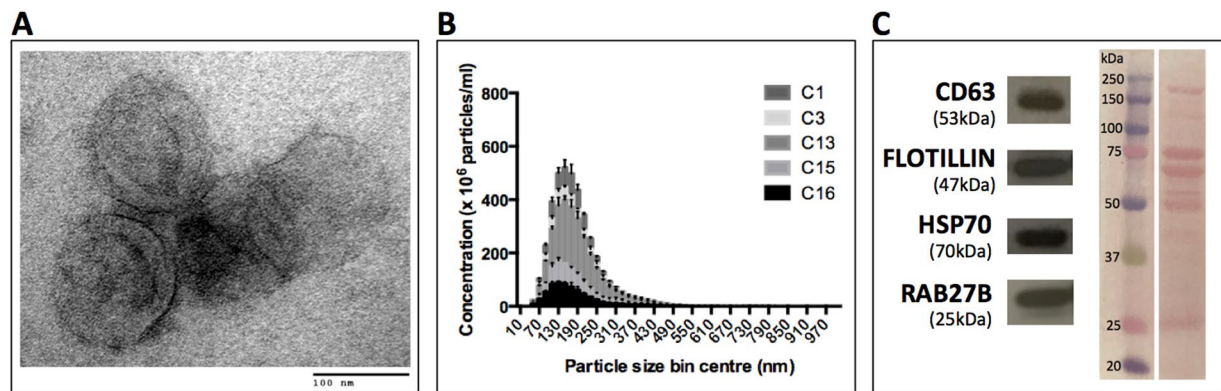 A
100 nm
B
Concentration (x 10⁶ particles/ml)
800
600
400
200
0
C1
C3
C13
C15
C16
10
70
130
190
250
310
370
430
490
550
610
670
730
790
850
910
970
Particle size bin centre (nm)
C
CD63
(53kDa)
FLOTILLIN
(47kDa)
HSP70
(70kDa)
RAB27B
(25kDa)
kDa
250
150
100
75
50
37
25
20